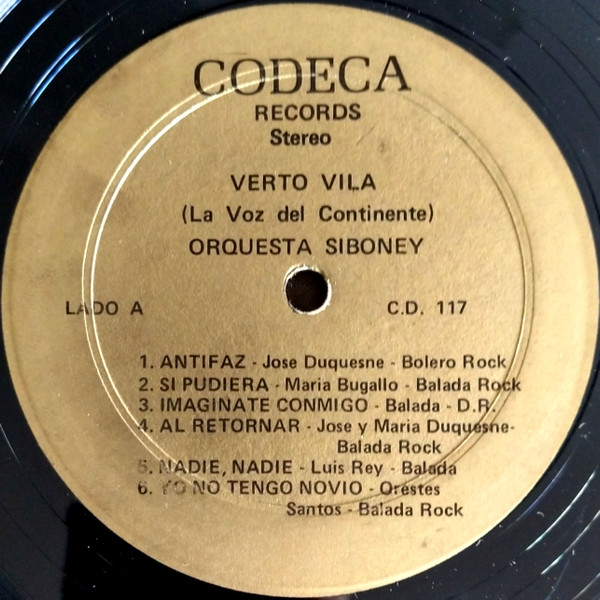 CODECA
RECORDS
Stereo
VERTO VILA
(La Voz del Continente)
ORQUESTA SIBONEY
LADO A C.D. 117
1. ANTIFAZ - Jose Duquesne - Bolero Rock
2. SI PUDIERA - Maria Bugallo - Balada Rock
3. IMAGINATE CONMIGO - Balada - D.R.
4. AL RETORNAR - Jose y Maria Duquesne-
Balada Rock
5. NADIE, NADIE - Luis Rey - Balada
6. YO NO TENGO NOVIO - Orestes
Santos - Balada Rock